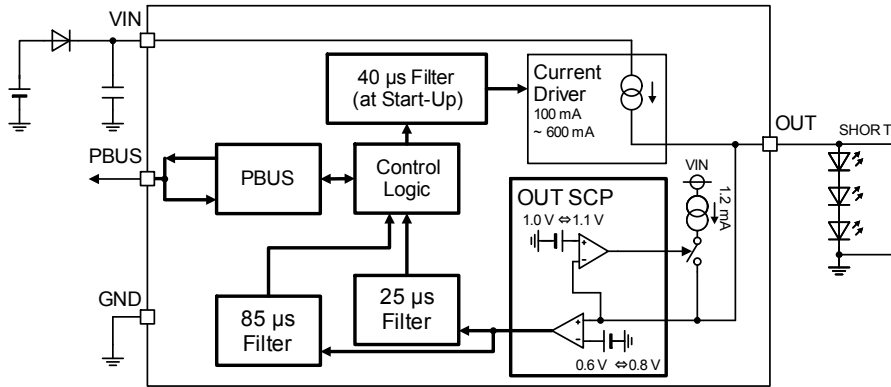 VIN
40 µs Filter
(at Start-Up)
Current
Driver
100 mA
~ 600 mA
OUT
SHORT
PBUS
PBUS
Control
Logic
VIN
1.2 mA
OUT SCP
1.0 V ⇔1.1 V
+
-
GND
85 µs
Filter
25 µs
Filter
+
-
0.6 V ⇔0.8 V